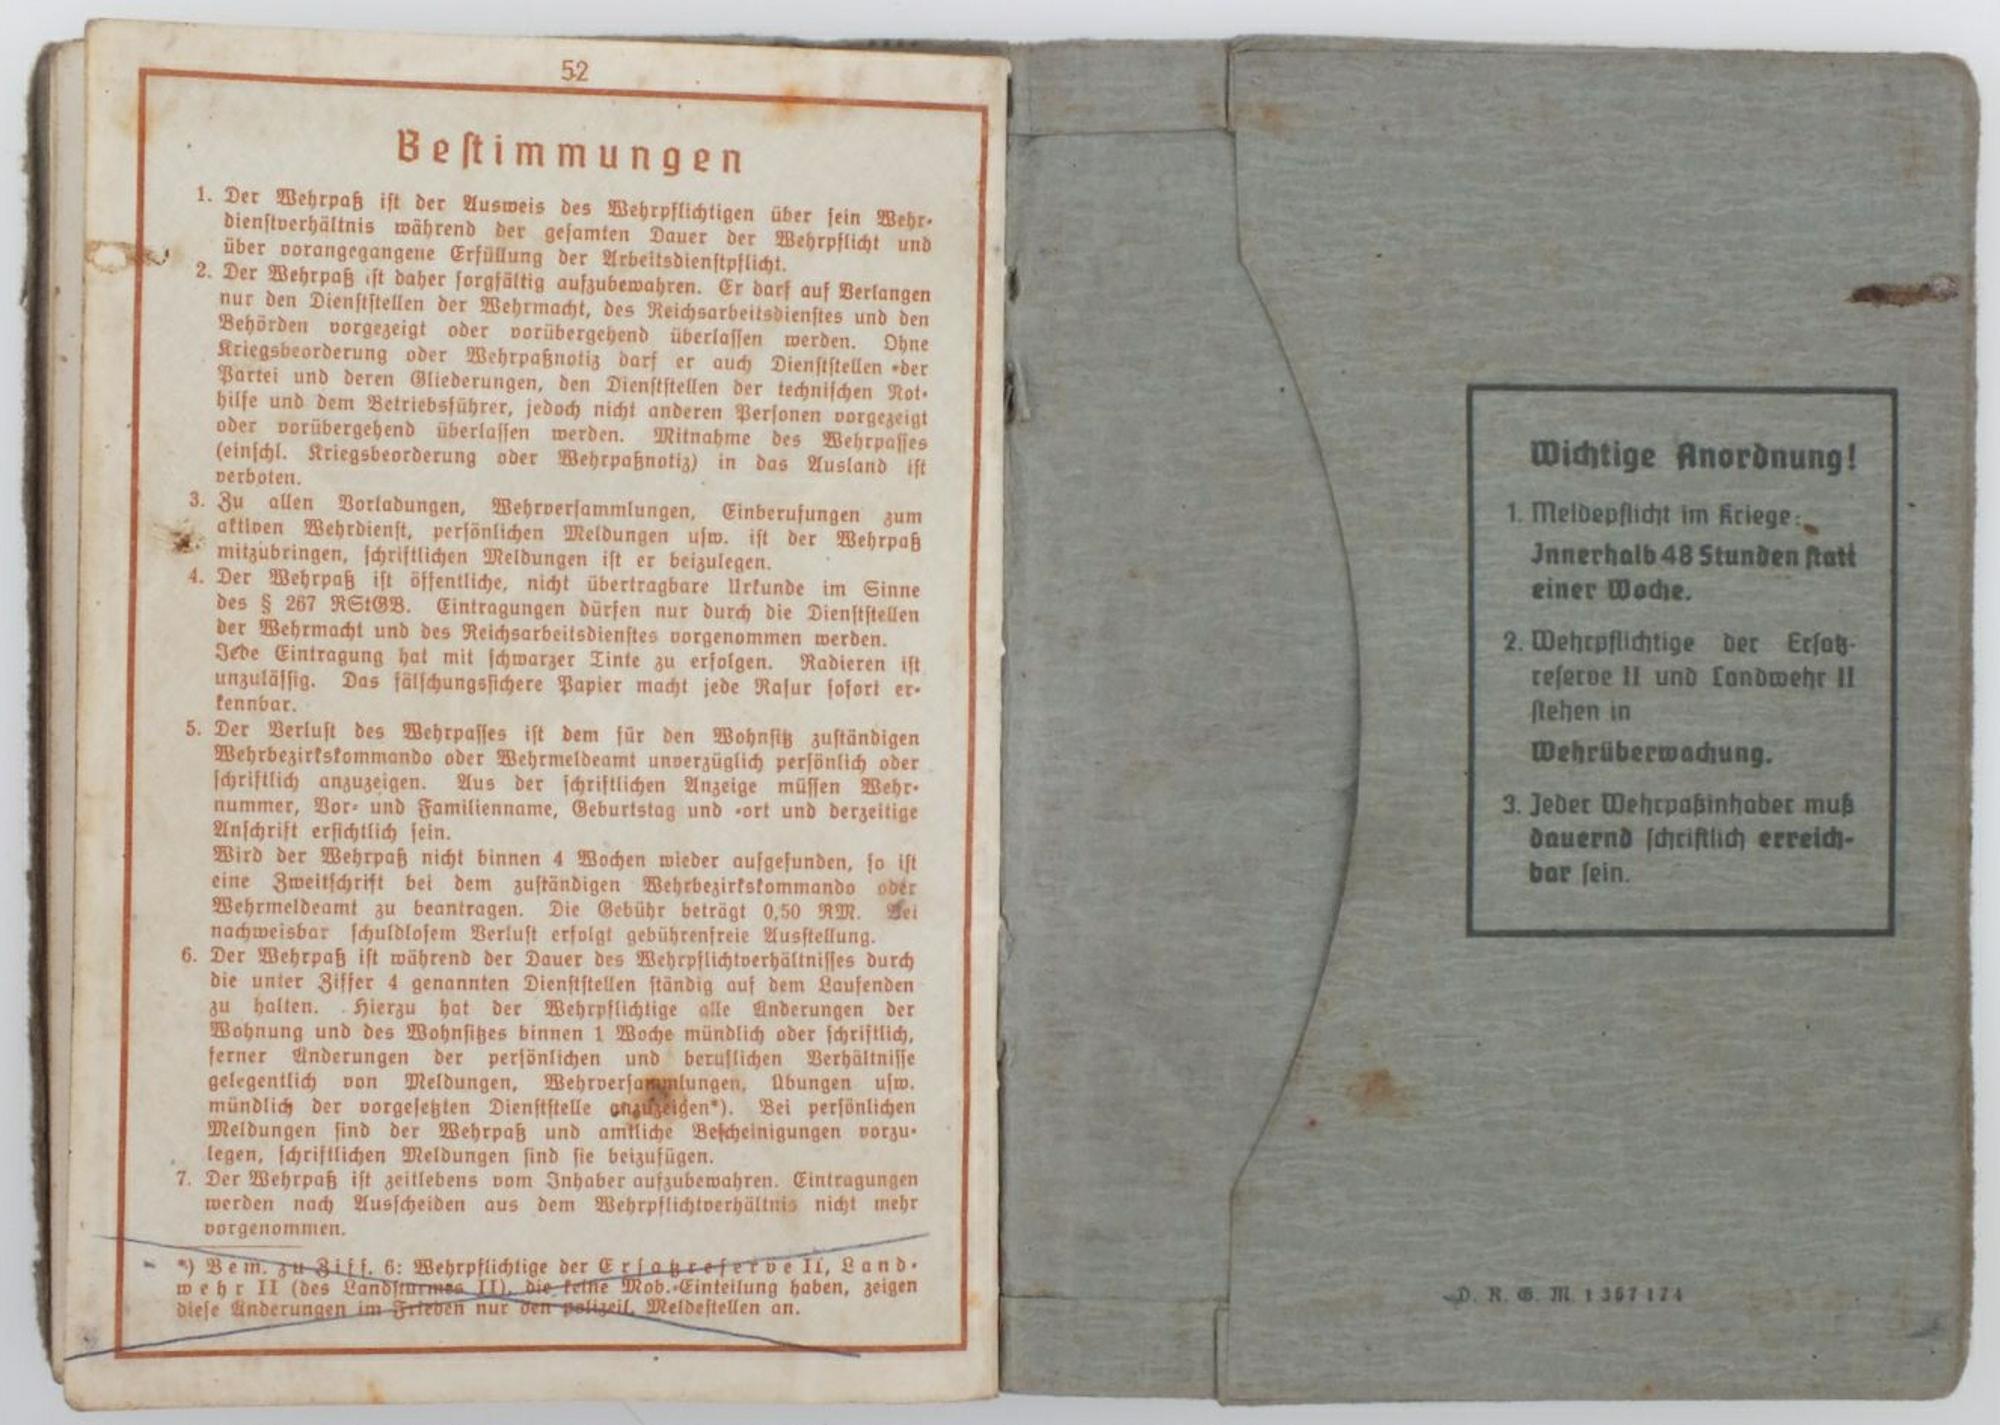 52
Bestimmungen
1. Der Wehrpaß ist der Ausweis des Wehrpflichtigen über sein Wehr-
dienstverhältnis während der gesamten Dauer der Wehrpflicht und
über vorangegangene Erfüllung der Arbeitsdienstpflicht.
2. Der Wehrpaß ist daher sorgfältig aufzubewahren. Er darf auf Verlangen
nur den Dienststellen der Wehrmacht, des Reichsarbeitsdienstes und den
Behörden vorgezeigt oder vorübergehend überlassen werden. Ohne
Kriegsbeorderung oder Wehrpaßnotiz darf er auch Dienststellen der
Partei und deren Gliederungen, den Dienststellen der technischen Not-
hilfe und dem Betriebsführer, jedoch nicht anderen Personen vorgezeigt
oder vorübergehend überlassen werden. Mitnahme des Wehrpasses
(einschl. Kriegsbeorderung oder Wehrpaßnotiz) in das Ausland ist
verboten.
3. Zu allen Vorladungen, Wehrversammlungen, Einberufungen zum
aktiven Wehrdienst, persönlichen Meldungen usw. ist der Wehrpaß
mitzubringen, schriftlichen Meldungen ist er beizulegen.
4. Der Wehrpaß ist öffentliche, nicht übertragbare Urkunde im Sinne
des § 267 RStGB. Eintragungen dürfen nur durch die Dienststellen
der Wehrmacht und des Reichsarbeitsdienstes vorgenommen werden.
Jede Eintragung hat mit schwarzer Tinte zu erfolgen. Radieren ist
unzulässig. Das fälschungssichere Papier macht jede Rasur sofort er-
kennbar.
5. Der Verlust des Wehrpasses ist dem für den Wohnsitz zuständigen
Wehrbezirkskommando oder Wehrmeldeamt unverzüglich persönlich oder
schriftlich anzuzeigen. Aus der schriftlichen Anzeige müssen Wehr-
nummer, Vor- und Familienname, Geburtstag und -ort und derzeitige
Anschrift ersichtlich sein.
Wird der Wehrpaß nicht binnen 4 Wochen wieder aufgefunden, so ist
eine Zweitschrift bei dem zuständigen Wehrbezirkskommando oder
Wehrmeldeamt zu beantragen. Die Gebühr beträgt 0,50 RM. Bei
nachweisbar schuldlosem Verlust erfolgt gebührenfreie Ausstellung.
6. Der Wehrpaß ist während der Dauer des Wehrpflichtverhältnisses durch
die unter Ziffer 4 genannten Dienststellen ständig auf dem Laufenden
zu halten. Hierzu hat der Wehrpflichtige alle Änderungen der
Wohnung und des Wohnsitzes binnen 1 Woche mündlich oder schriftlich,
ferner Änderungen der persönlichen und beruflichen Verhältnisse
gelegentlich von Meldungen, Wehrversammlungen, Übungen usw.
mündlich der vorgesetzten Dienststelle anzuzeigen*). Bei persönlichen
Meldungen sind der Wehrpaß und amtliche Bescheinigungen vorzu-
legen, schriftlichen Meldungen sind sie beizufügen.
7. Der Wehrpaß ist zeitlebens vom Inhaber aufzubewahren. Eintragungen
werden nach Ausscheiden aus dem Wehrpflichtverhältnis nicht mehr
vorgenommen.
*) Bem. zu Ziff. 6: Wehrpflichtige der Ersatzreserve II, Land-
wehr II (des Landsturmes II), die keine Mob.-Einteilung haben, zeigen
diese Änderungen im Frieden nur den polizeil. Meldestellen an.
Wichtige Anordnung!
1. Meldepflicht im Kriege:
Innerhalb 48 Stunden statt
einer Woche.
2. Wehrpflichtige der Ersatz-
reserve II und Landwehr II
stehen in
Wehrüberwachung.
3. Jeder Wehrpaßinhaber muß
dauernd schriftlich erreich-
bar sein.
D. R. G. M. 1 367 174